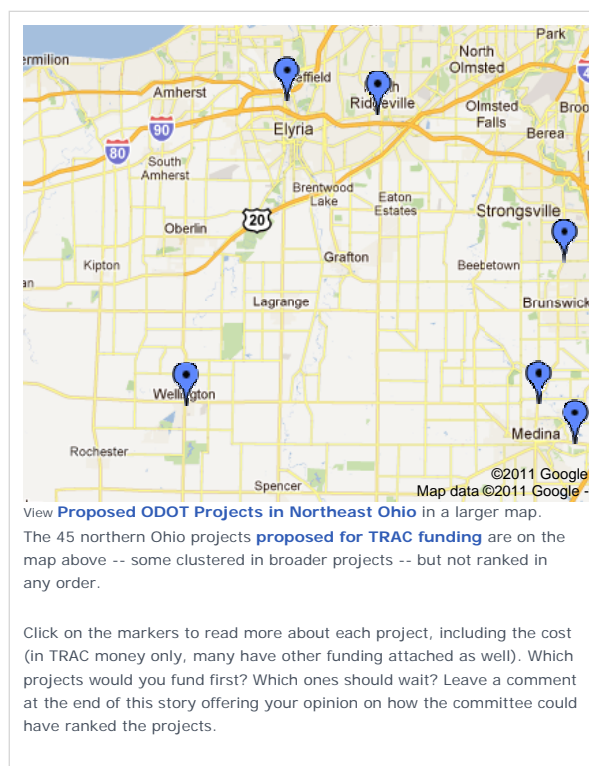 Park
ermilion
North
Olmsted
effield
Amherst
Ridgeville
Olmsted
Falls
Broo
90
Elyria
Berea
80
South
Amherst
Brentwood
Lake
Eaton
Estates
Strongsville
20
Oberlin
Grafton
Kipton
Beebetown
an
Lagrange
Brunswick
Wellington
Medina
Rochester
©2011 Google
Spencer
Map data ©2011 Google -
View Proposed ODOT Projects in Northeast Ohio in a larger map.
The 45 northern Ohio projects proposed for TRAC funding are on the
map above -- some clustered in broader projects -- but not ranked in
any order.
Click on the markers to read more about each project, including the cost
(in TRAC money only, many have other funding attached as well). Which
projects would you fund first? Which ones should wait? Leave a comment
at the end of this story offering your opinion on how the committee could
have ranked the projects.